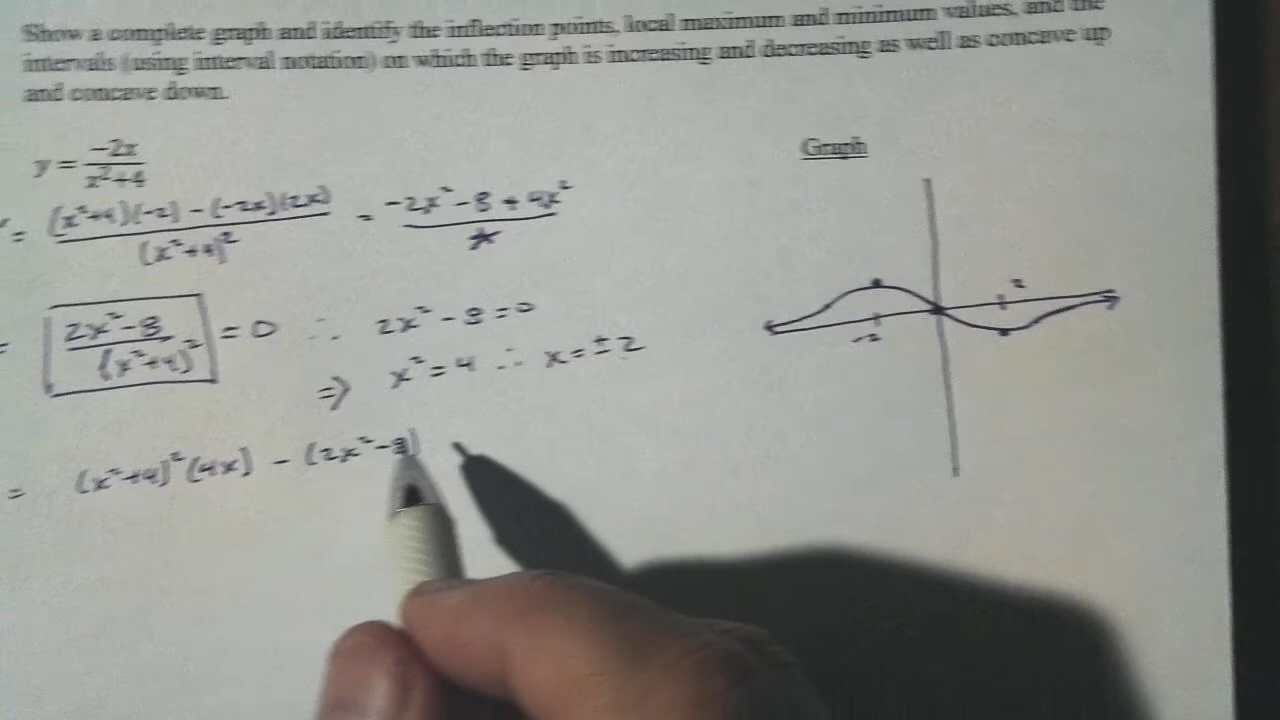 Show a complete graph and identify the inflection points, local maximum and minimum values, and the
intervals (using interval notation) on which the graph is increasing and decreasing as well as concave up
and concave down.
Graph
y = -2x / x²+4
= (x²+4)(-2) - (-2x)(2x) / (x²+4)² = -2x² - 8 + 4x² / *
= 2x² - 8 / (x²+4)² = 0 ∴ 2x² - 8 = 0
⇒ x² = 4 ∴ x = ±2
= (x²+4)²(4x) - (2x² - 8)
2
-2